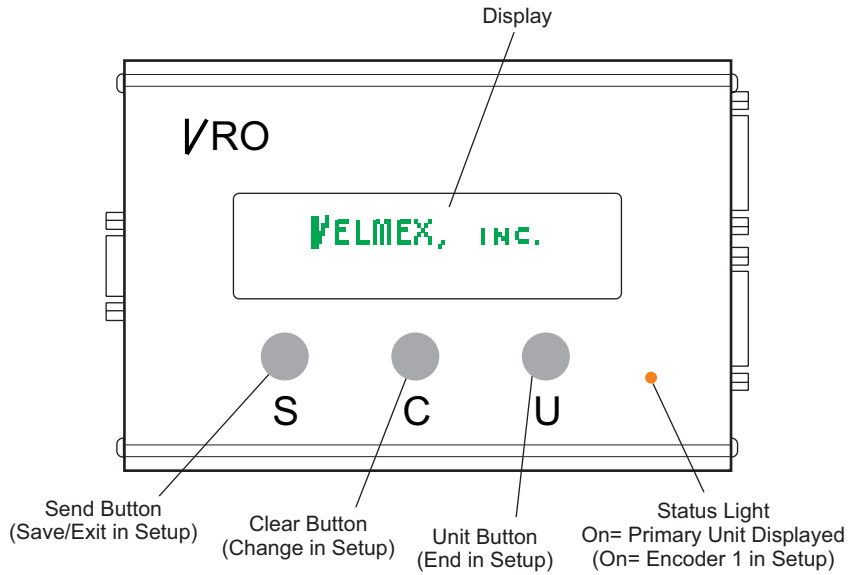 Display
VRO
VELMEX, INC.
S C U
Send Button
(Save/Exit in Setup)
Clear Button
(Change in Setup)
Unit Button
(End in Setup)
Status Light
On= Primary Unit Displayed
(On= Encoder 1 in Setup)